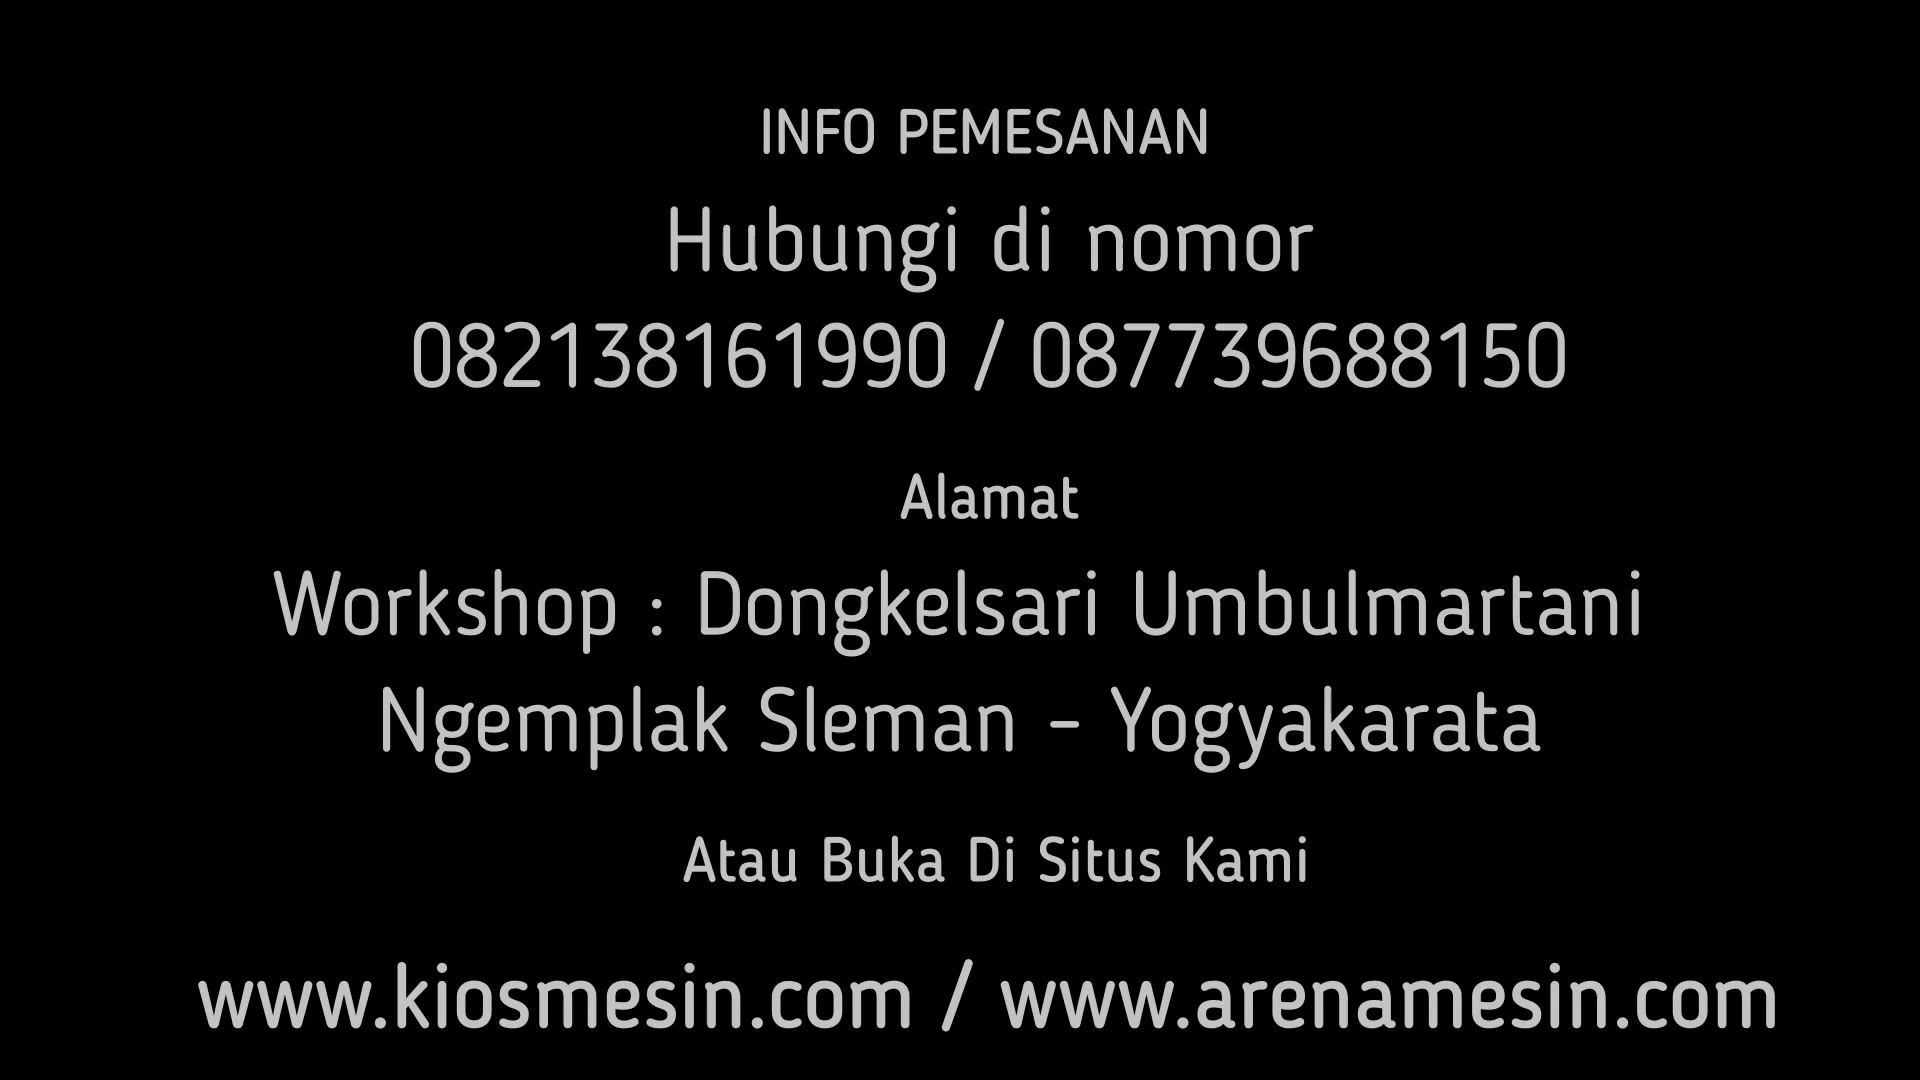 INFO PEMESANAN
Hubungi di nomor
082138161990 / 087739688150
Alamat
Workshop : Dongkelsari Umbulmartani
Ngemplak Sleman - Yogyakarata
Atau Buka Di Situs Kami
www.kiosmesin.com / www.arenamesin.com